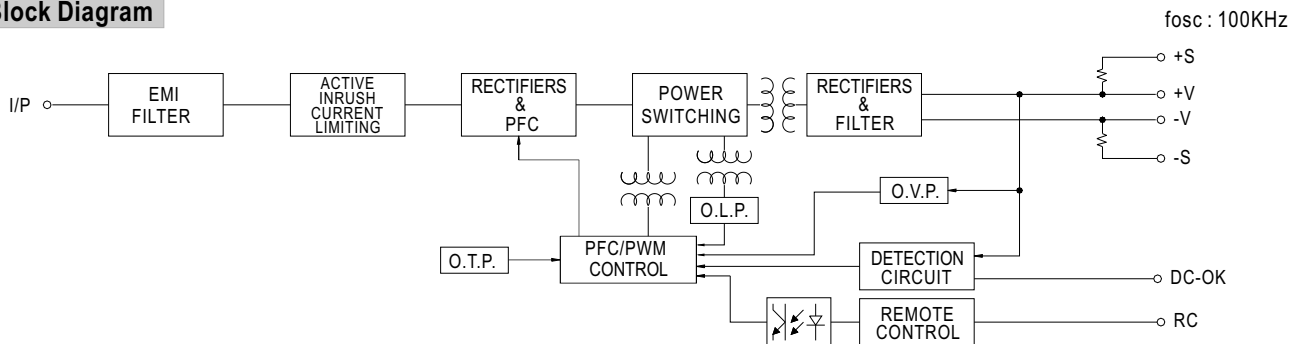 Block Diagram
fosc : 100KHz
I/P
EMI
FILTER
ACTIVE
INRUSH
CURRENT
LIMITING
RECTIFIERS
&
PFC
POWER
SWITCHING
RECTIFIERS
&
FILTER
+S
+V
-V
-S
O.L.P.
O.V.P.
O.T.P.
PFC/PWM
CONTROL
DETECTION
CIRCUIT
DC-OK
REMOTE
CONTROL
RC